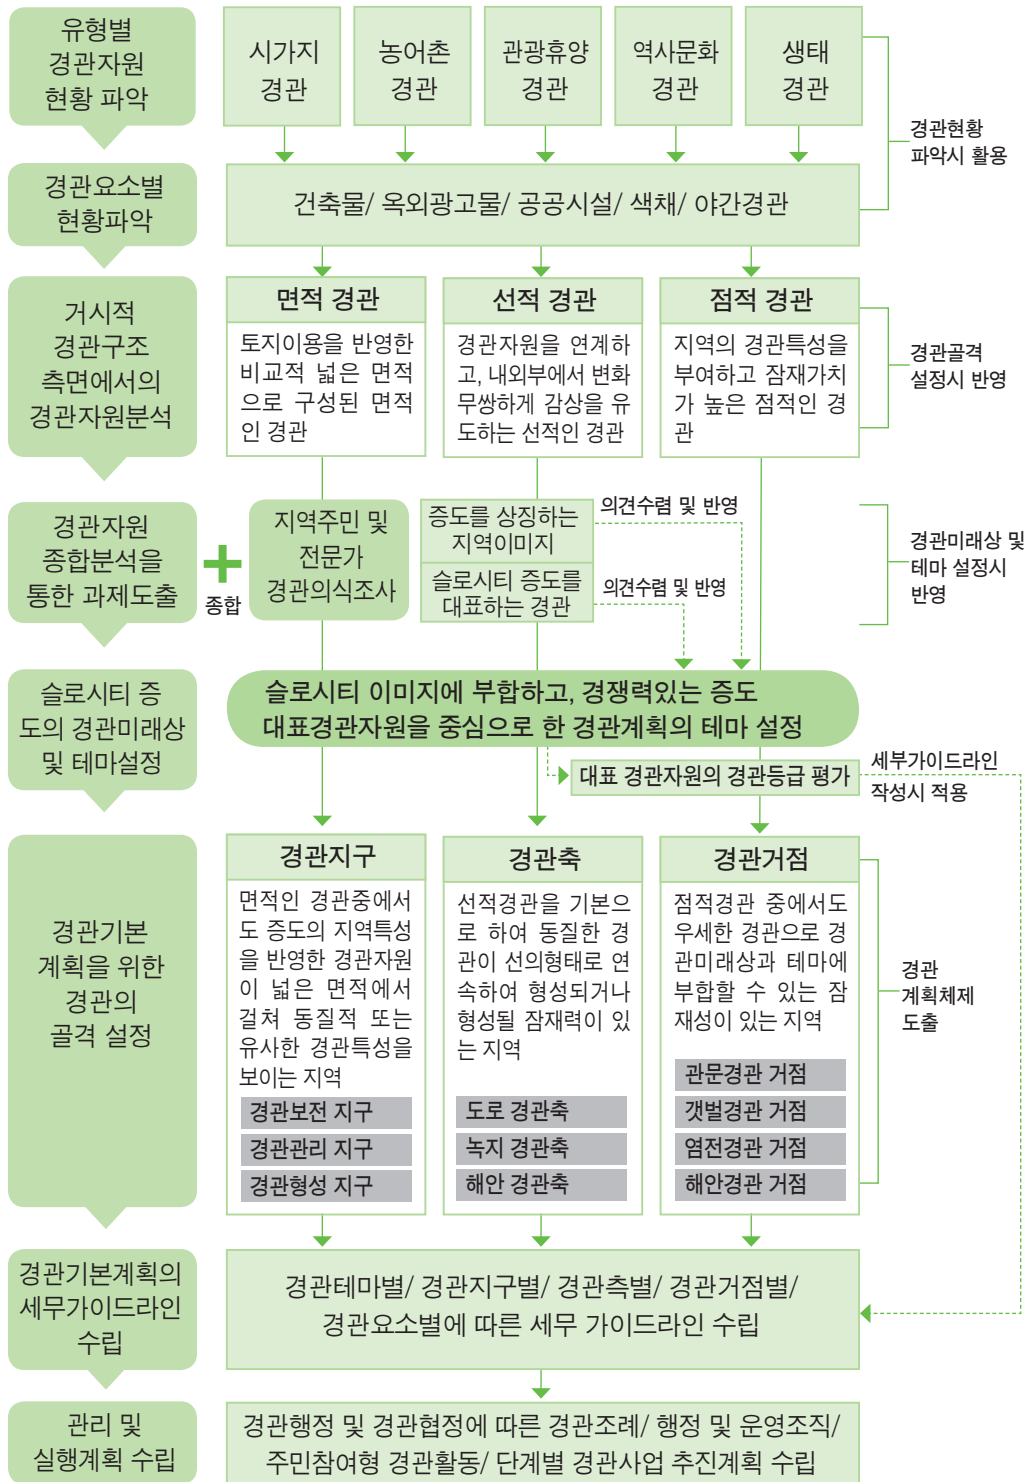 유형별
경관자원
현황 파악
시가지
경관
농어촌
경관
관광휴양
경관
역사문화
경관
생태
경관
경관현황
파악시 활용
경관요소별
현황파악
건축물/ 옥외광고물/ 공공시설/ 색채/ 야간경관
거시적
경관구조
측면에서의
경관자원분석
면적 경관
토지이용을 반영한
비교적 넓은 면적
으로 구성된 면적
인 경관
선적 경관
경관자원을 연계하
고, 내외부에서 변화
무쌍하게 감상을 유
도하는 선적인 경관
점적 경관
지역의 경관특성을
부여하고 잠재가치
가 높은 점적인 경
관
경관골격
설정시 반영
경관자원
종합분석을
통한 과제도출
종합
지역주민 및
전문가
경관의식조사
증도를 상징하는
지역이미지
슬로시티 증도를
대표하는 경관
의견수렴 및 반영
의견수렴 및 반영
경관미래상 및
테마 설정시
반영
슬로시티 증
도의 경관미래상
및 테마설정
슬로시티 이미지에 부합하고, 경쟁력있는 증도
대표경관자원을 중심으로 한 경관계획의 테마 설정
대표 경관자원의 경관등급 평가
세부가이드라인
작성시 적용
경관기본
계획을 위한
경관의
골격 설정
경관지구
면적인 경관중에서
도 증도의 지역특성
을 반영한 경관자원
이 넓은 면적에서
걸쳐 동질적 또는
유사한 경관특성을
보이는 지역
경관보전 지구
경관관리 지구
경관형성 지구
경관축
선적경관을 기본으
로 하여 동질한 경
관이 선의형태로 연
속하여 형성되거나
형성될 잠재력이 있
는 지역
도로 경관축
녹지 경관축
해안 경관축
경관거점
점적경관 중에서도
우세한 경관으로 경
관미래상과 테마에
부합할 수 있는 잠
재성이 있는 지역
관문경관 거점
갯벌경관 거점
염전경관 거점
해안경관 거점
경관
계획체제
도출
경관기본계획의
세무가이드라인
수립
경관테마별/ 경관지구별/ 경관측별/ 경관거점별/
경관요소별에 따른 세무 가이드라인 수립
관리 및
실행계획 수립
경관행정 및 경관협정에 따른 경관조례/ 행정 및 운영조직/
주민참여형 경관활동/ 단계별 경관사업 추진계획 수립